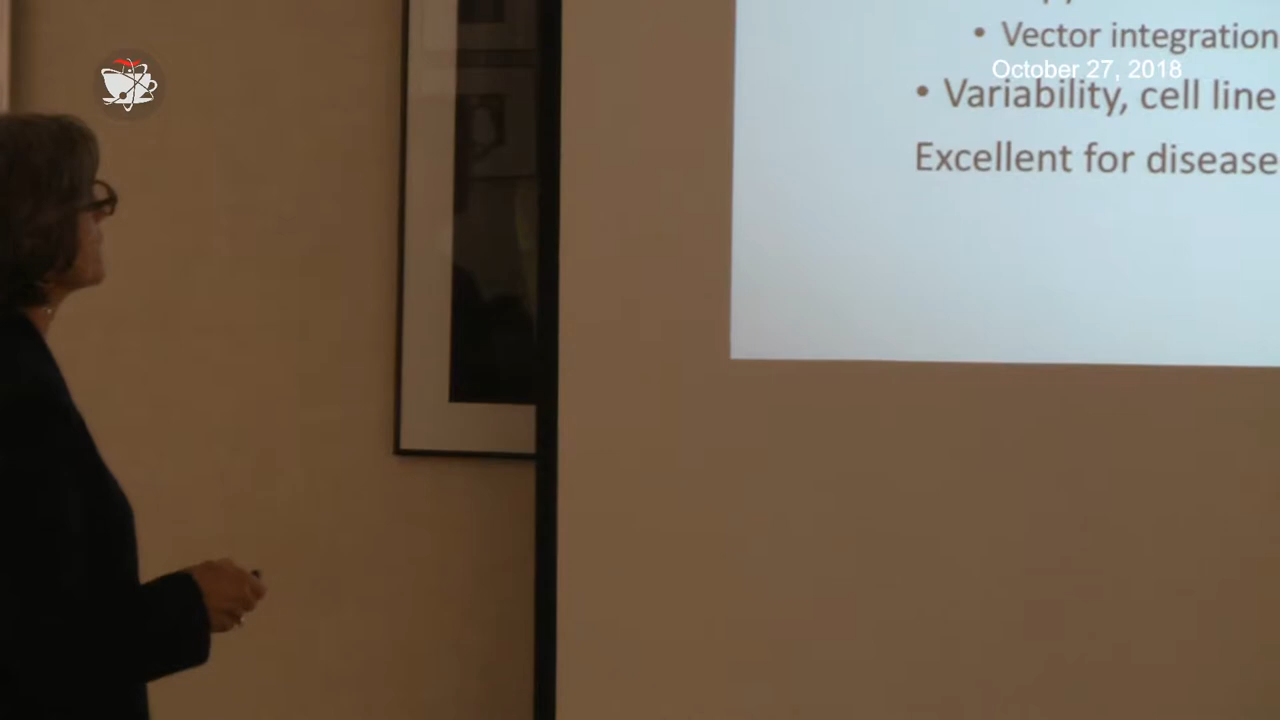 • Vector integration
October 27, 2018
• Variability, cell line
Excellent for disease